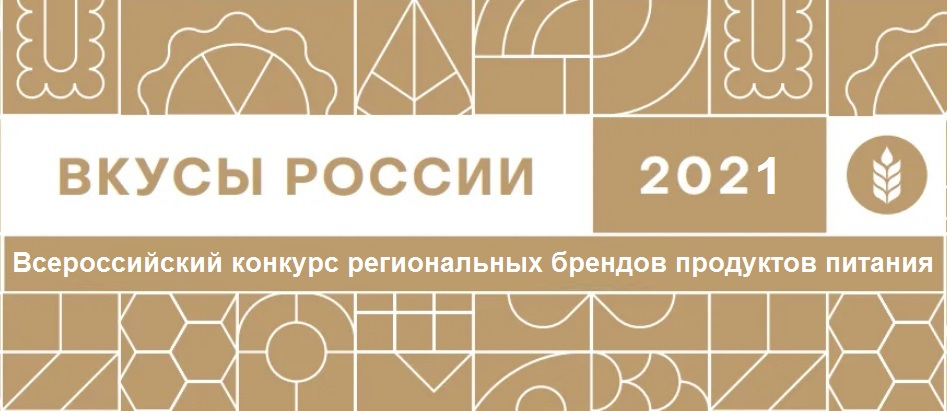 ВКУСЫ РОССИИ 2021
Всероссийский конкурс региональных брендов продуктов питания